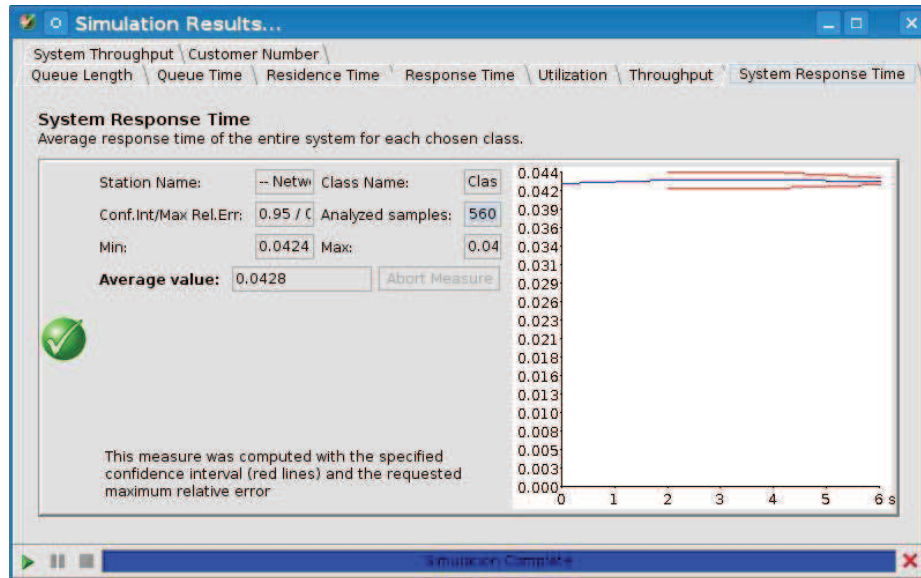 Simulation Results...
System Throughput Customer Number
Queue Length Queue Time Residence Time Response Time Utilization Throughput System Response Time
System Response Time
Average response time of the entire system for each chosen class.
Station Name: -- Netw Class Name: Clas
Conf.Int/Max Rel.Err: 0.95 / 0 Analyzed samples: 560
Min: 0.0424 Max: 0.04
Average value: 0.0428 Abort Measure
This measure was computed with the specified
confidence interval (red lines) and the requested
maximum relative error
0.044
0.042
0.039
0.036
0.034
0.031
0.029
0.026
0.023
0.021
0.018
0.016
0.013
0.010
0.008
0.005
0.003
0.000
0 1 2 3 4 5 6 s
Simulation Complete